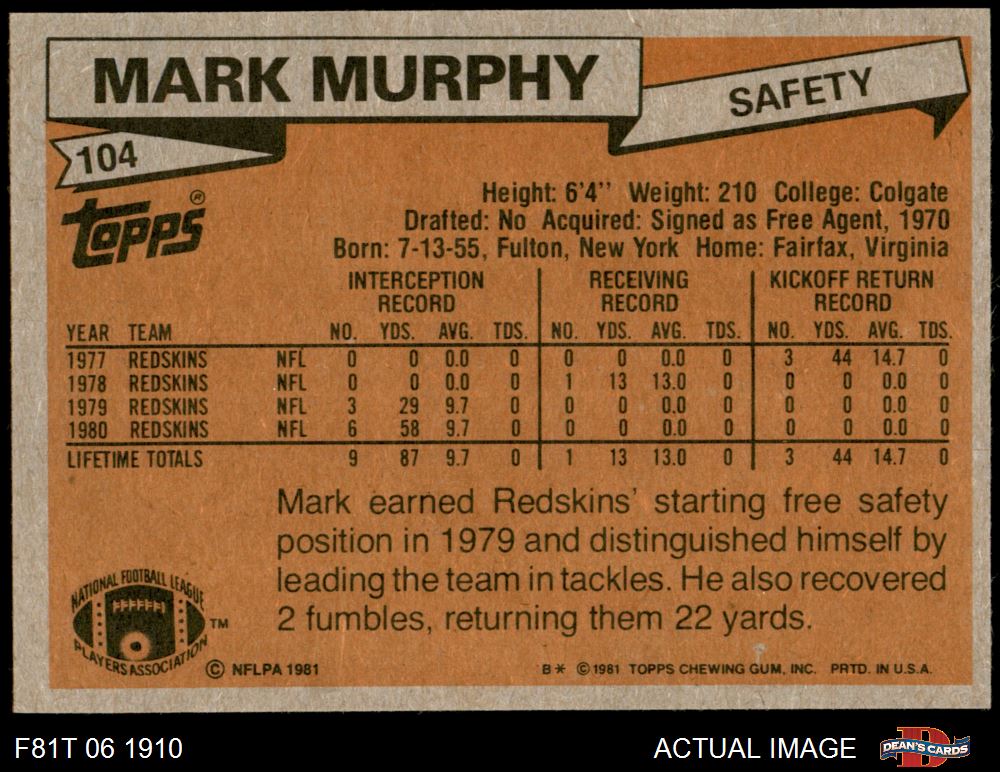 MARK MURPHY
SAFETY
104
Topps®
Height: 6'4'' Weight: 210 College: Colgate
Drafted: No Acquired: Signed as Free Agent, 1970
Born: 7-13-55, Fulton, New York Home: Fairfax, Virginia
INTERCEPTION RECEIVING KICKOFF RETURN
RECORD RECORD RECORD
YEAR TEAM NO. YDS. AVG. TDS. NO. YDS. AVG. TDS. NO. YDS. AVG. TDS.
1977 REDSKINS NFL 0 0 0.0 0 0 0 0.0 0 3 44 14.7 0
1978 REDSKINS NFL 0 0 0.0 0 1 13 13.0 0 0 0 0.0 0
1979 REDSKINS NFL 3 29 9.7 0 0 0 0.0 0 0 0 0.0 0
1980 REDSKINS NFL 6 58 9.7 0 0 0 0.0 0 0 0 0.0 0
LIFETIME TOTALS 9 87 9.7 0 1 13 13.0 0 3 44 14.7 0
Mark earned Redskins' starting free safety
position in 1979 and distinguished himself by
leading the team in tackles. He also recovered
2 fumbles, returning them 22 yards.
NATIONAL FOOTBALL LEAGUE
PLAYERS ASSOCIATION
TM
© NFLPA 1981
B* © 1981 TOPPS CHEWING GUM, INC. PRTD. IN U.S.A.
F81T 06 1910
ACTUAL IMAGE
D
DEAN'S CARDS